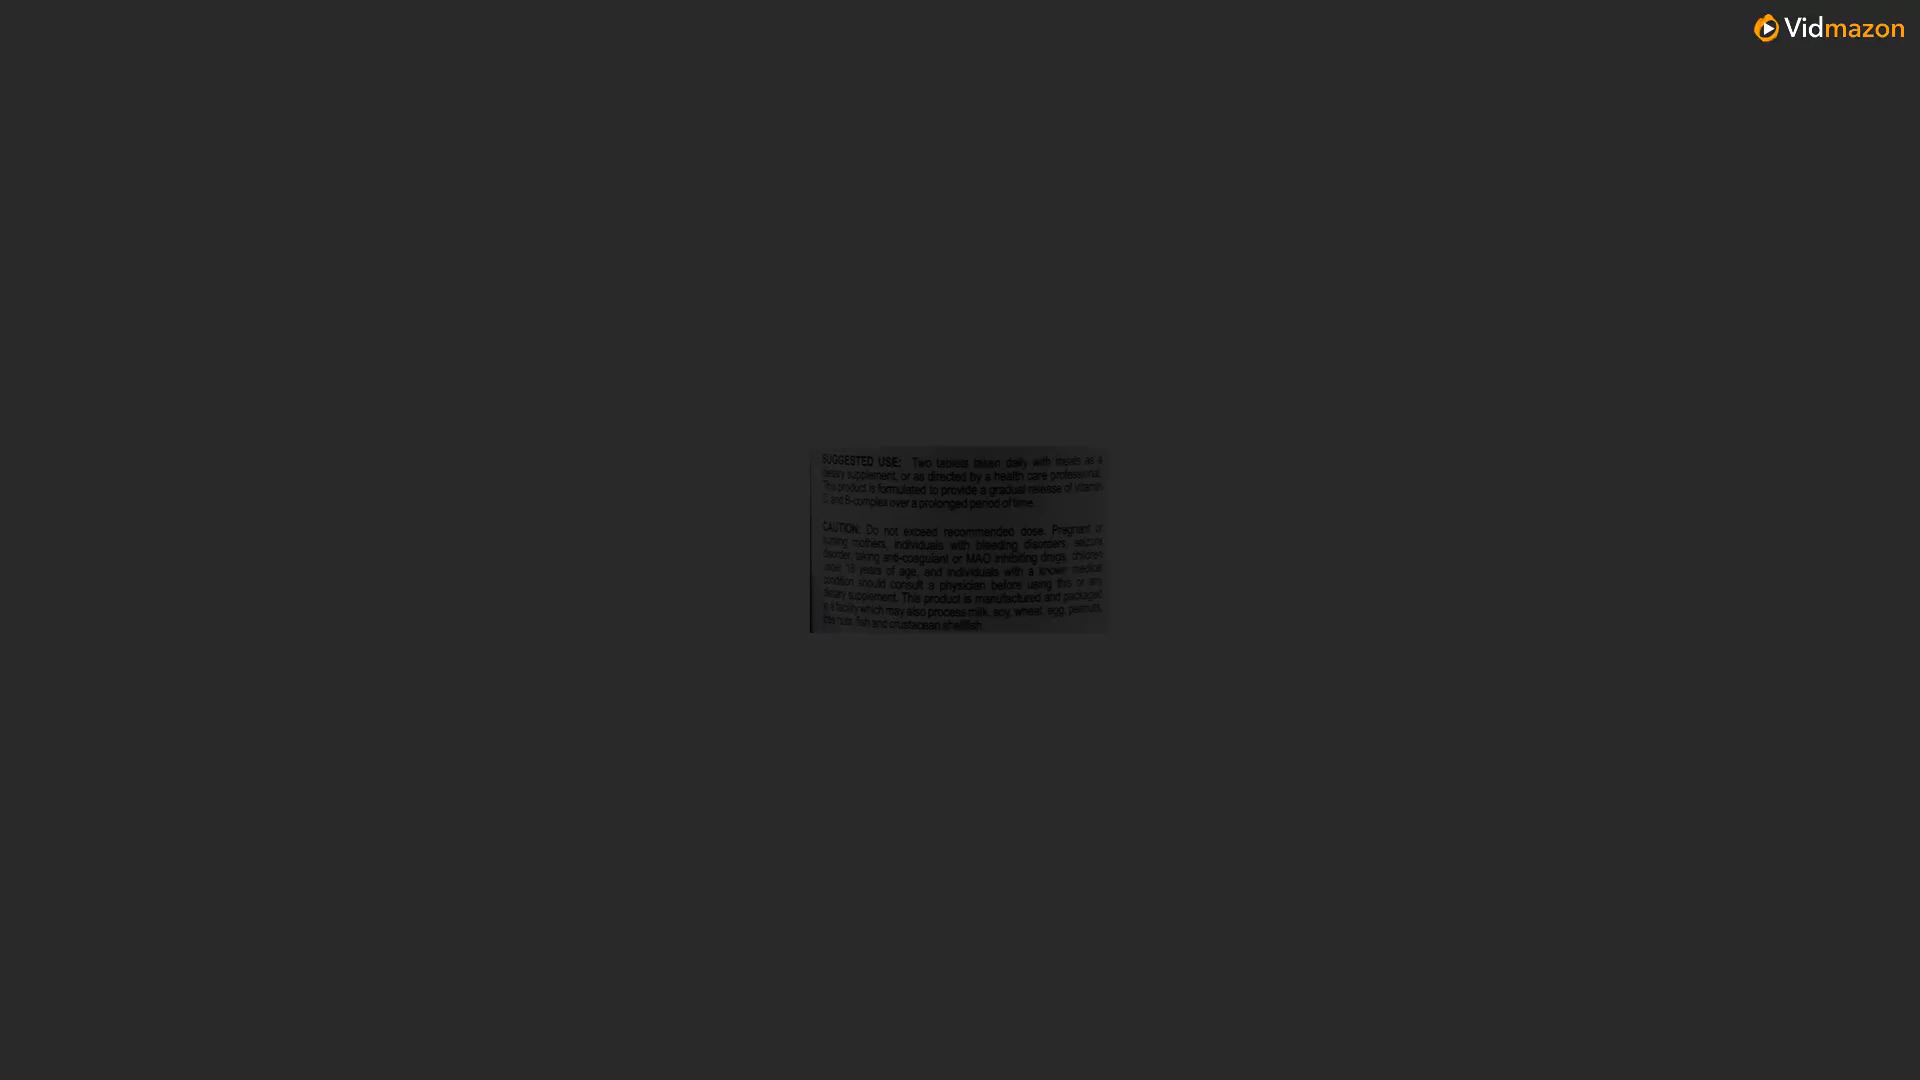 Vidmazon
SUGGESTED USE: Two tablets taken daily with meals as a
dietary supplement, or as directed by a health care professional.
This product is formulated to provide a gradual release of vitamin
C and B-complex over a prolonged period of time.
CAUTION: Do not exceed recommended dose. Pregnant or
nursing mothers, individuals with bleeding disorders, seizure
disorder, taking anti-coagulant or MAO inhibiting drugs, children
under 18 years of age, and individuals with a known medical
condition should consult a physician before using this or any
dietary supplement. This product is manufactured and packaged
in a facility which may also process milk, soy, wheat, egg, peanuts,
tree nuts, fish and crustacean shellfish.